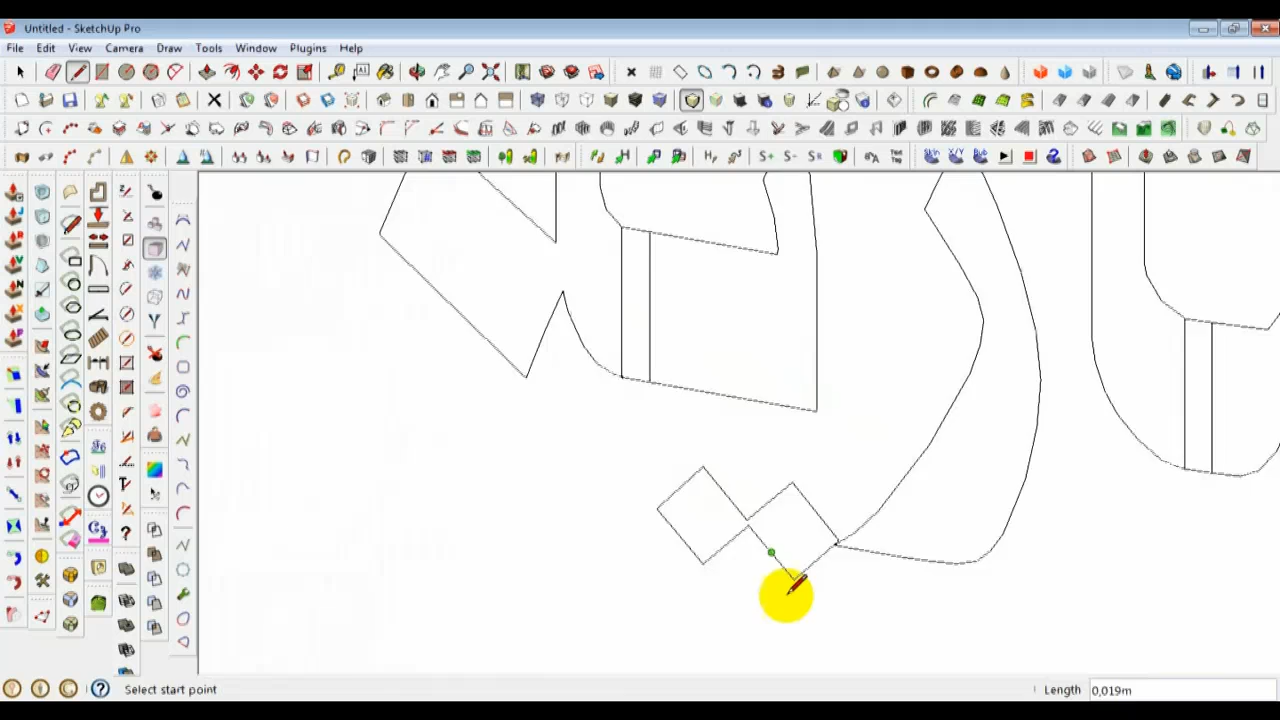 Untitled - SketchUp Pro
File Edit View Camera Draw Tools Window Plugins Help
Select start point
Length 0,019m